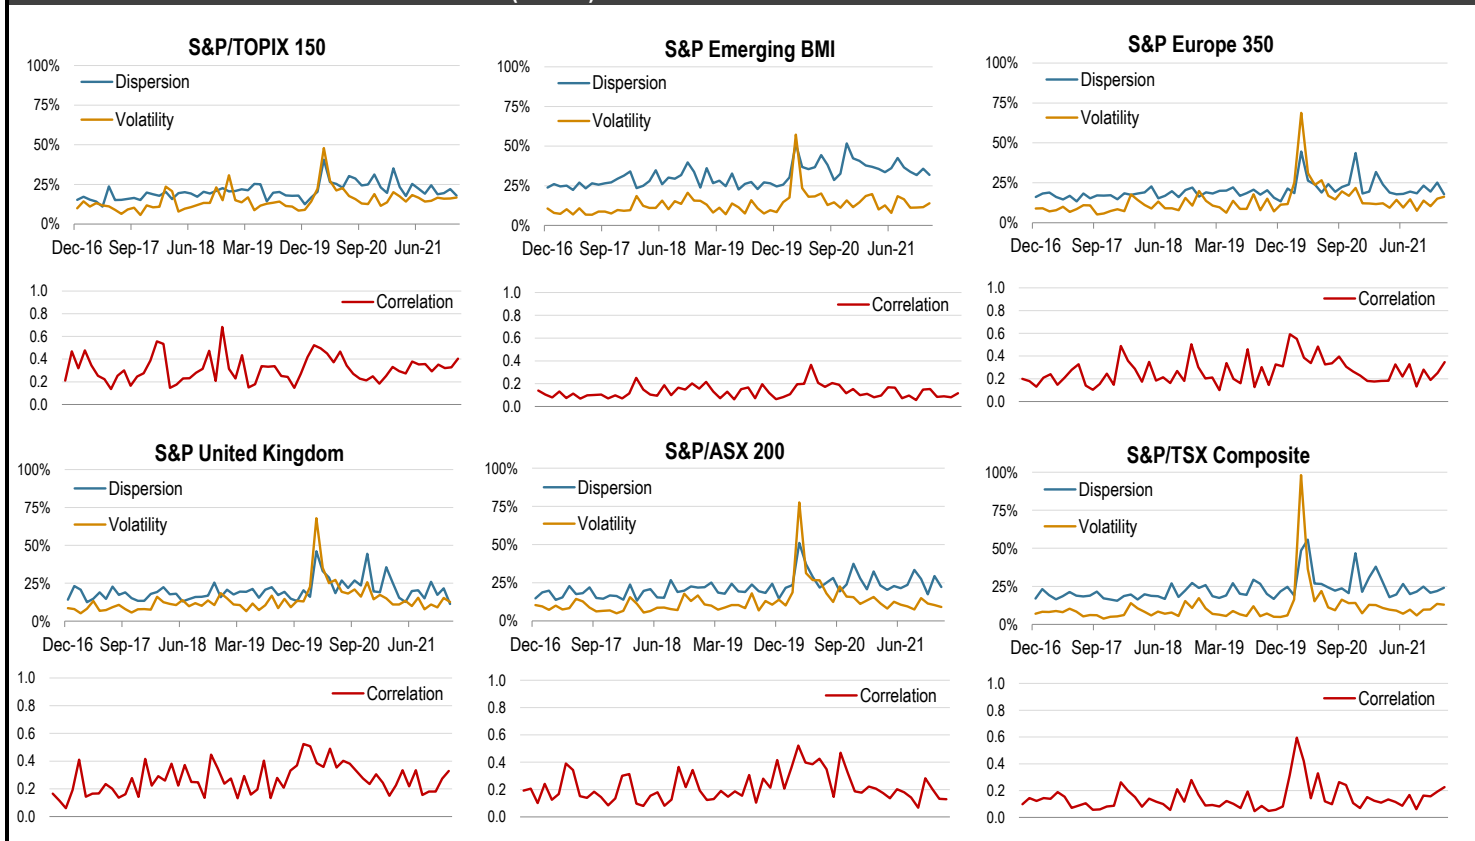 S&P/TOPIX 150
100%
75%
50%
25%
0%
Dispersion
Volatility
Dec-16 Sep-17 Jun-18 Mar-19 Dec-19 Sep-20 Jun-21
1.0
0.8
0.6
0.4
0.2
0.0
Correlation
S&P Emerging BMI
100%
75%
50%
25%
0%
Dispersion
Volatility
Dec-16 Sep-17 Jun-18 Mar-19 Dec-19 Sep-20 Jun-21
1.0
0.8
0.6
0.4
0.2
0.0
Correlation
S&P Europe 350
100%
75%
50%
25%
0%
Dispersion
Volatility
Dec-16 Sep-17 Jun-18 Mar-19 Dec-19 Sep-20 Jun-21
1.0
0.8
0.6
0.4
0.2
0.0
Correlation
S&P United Kingdom
100%
75%
50%
25%
0%
Dispersion
Volatility
Dec-16 Sep-17 Jun-18 Mar-19 Dec-19 Sep-20 Jun-21
1.0
0.8
0.6
0.4
0.2
0.0
Correlation
S&P/ASX 200
100%
75%
50%
25%
0%
Dispersion
Volatility
Dec-16 Sep-17 Jun-18 Mar-19 Dec-19 Sep-20 Jun-21
1.0
0.8
0.6
0.4
0.2
0.0
Correlation
S&P/TSX Composite
100%
75%
50%
25%
0%
Dispersion
Volatility
Dec-16 Sep-17 Jun-18 Mar-19 Dec-19 Sep-20 Jun-21
1.0
0.8
0.6
0.4
0.2
0.0
Correlation